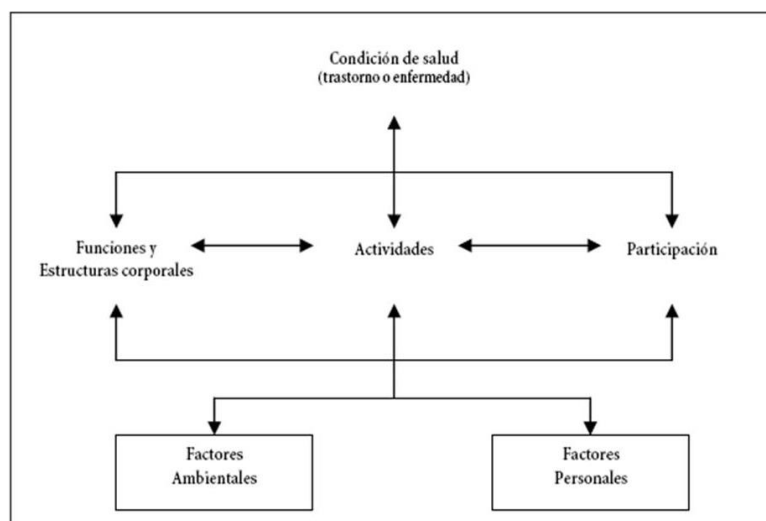 Condición de salud
(trastorno o enfermedad)
Funciones y
Estructuras corporales
Actividades
Participación
Factores
Ambientales
Factores
Personales